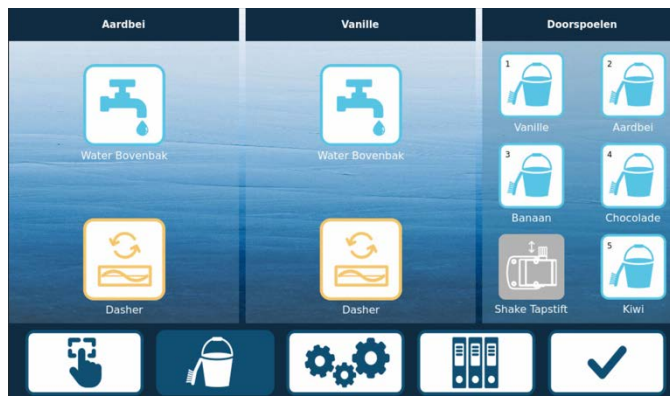 Aardbei
Vanille
Doorspoelen
Water Bovenbak
Water Bovenbak
1
Vanille
2
Aardbei
3
Banaan
4
Chocolade
Dasher
Dasher
Shake Tapstift
5
Kiwi